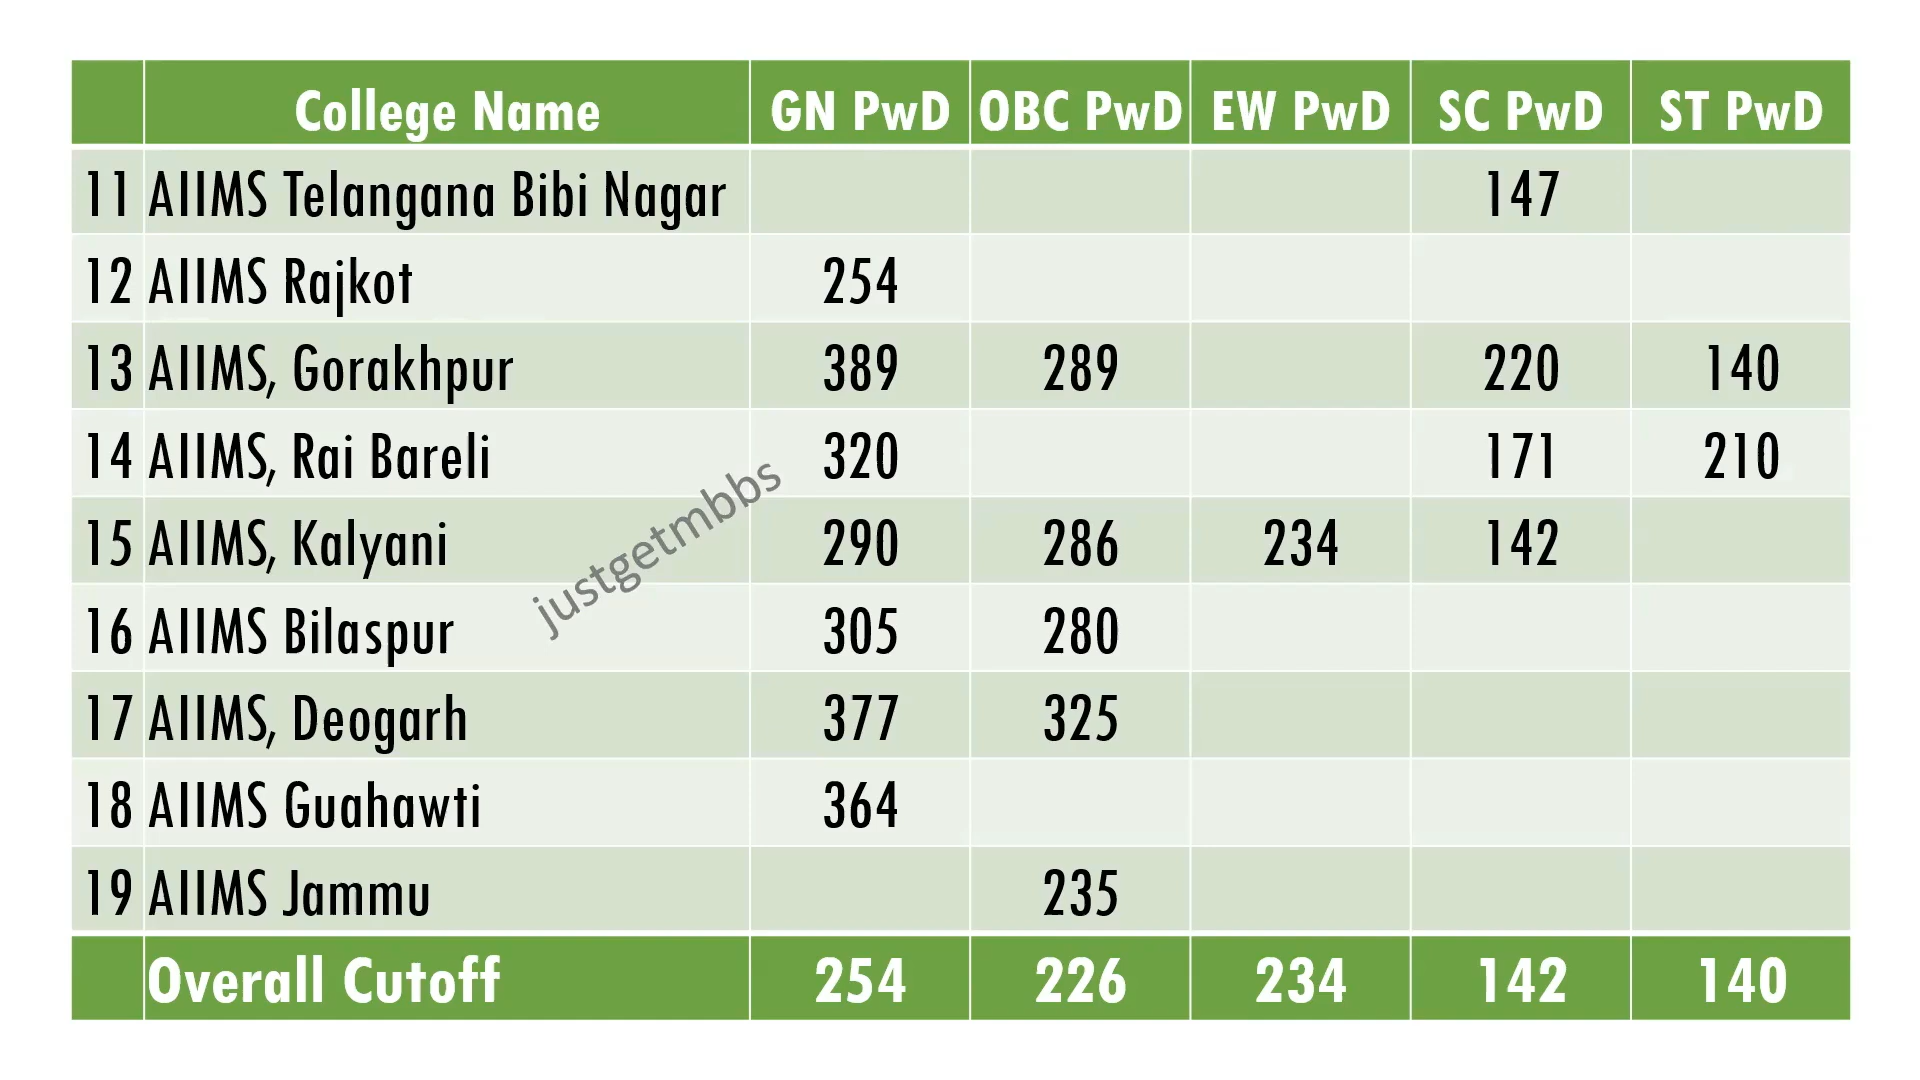 College Name GN PwD OBC PwD EW PwD SC PwD ST PwD
11 AIIMS Telangana Bibi Nagar 147
12 AIIMS Rajkot 254
13 AIIMS, Gorakhpur 389 289 220 140
14 AIIMS, Rai Bareli 320 171 210
15 AIIMS, Kalyani 290 286 234 142
16 AIIMS Bilaspur 305 280
17 AIIMS, Deogarh 377 325
18 AIIMS Guahawti 364
19 AIIMS Jammu 235
Overall Cutoff 254 226 234 142 140
justgetmbbs